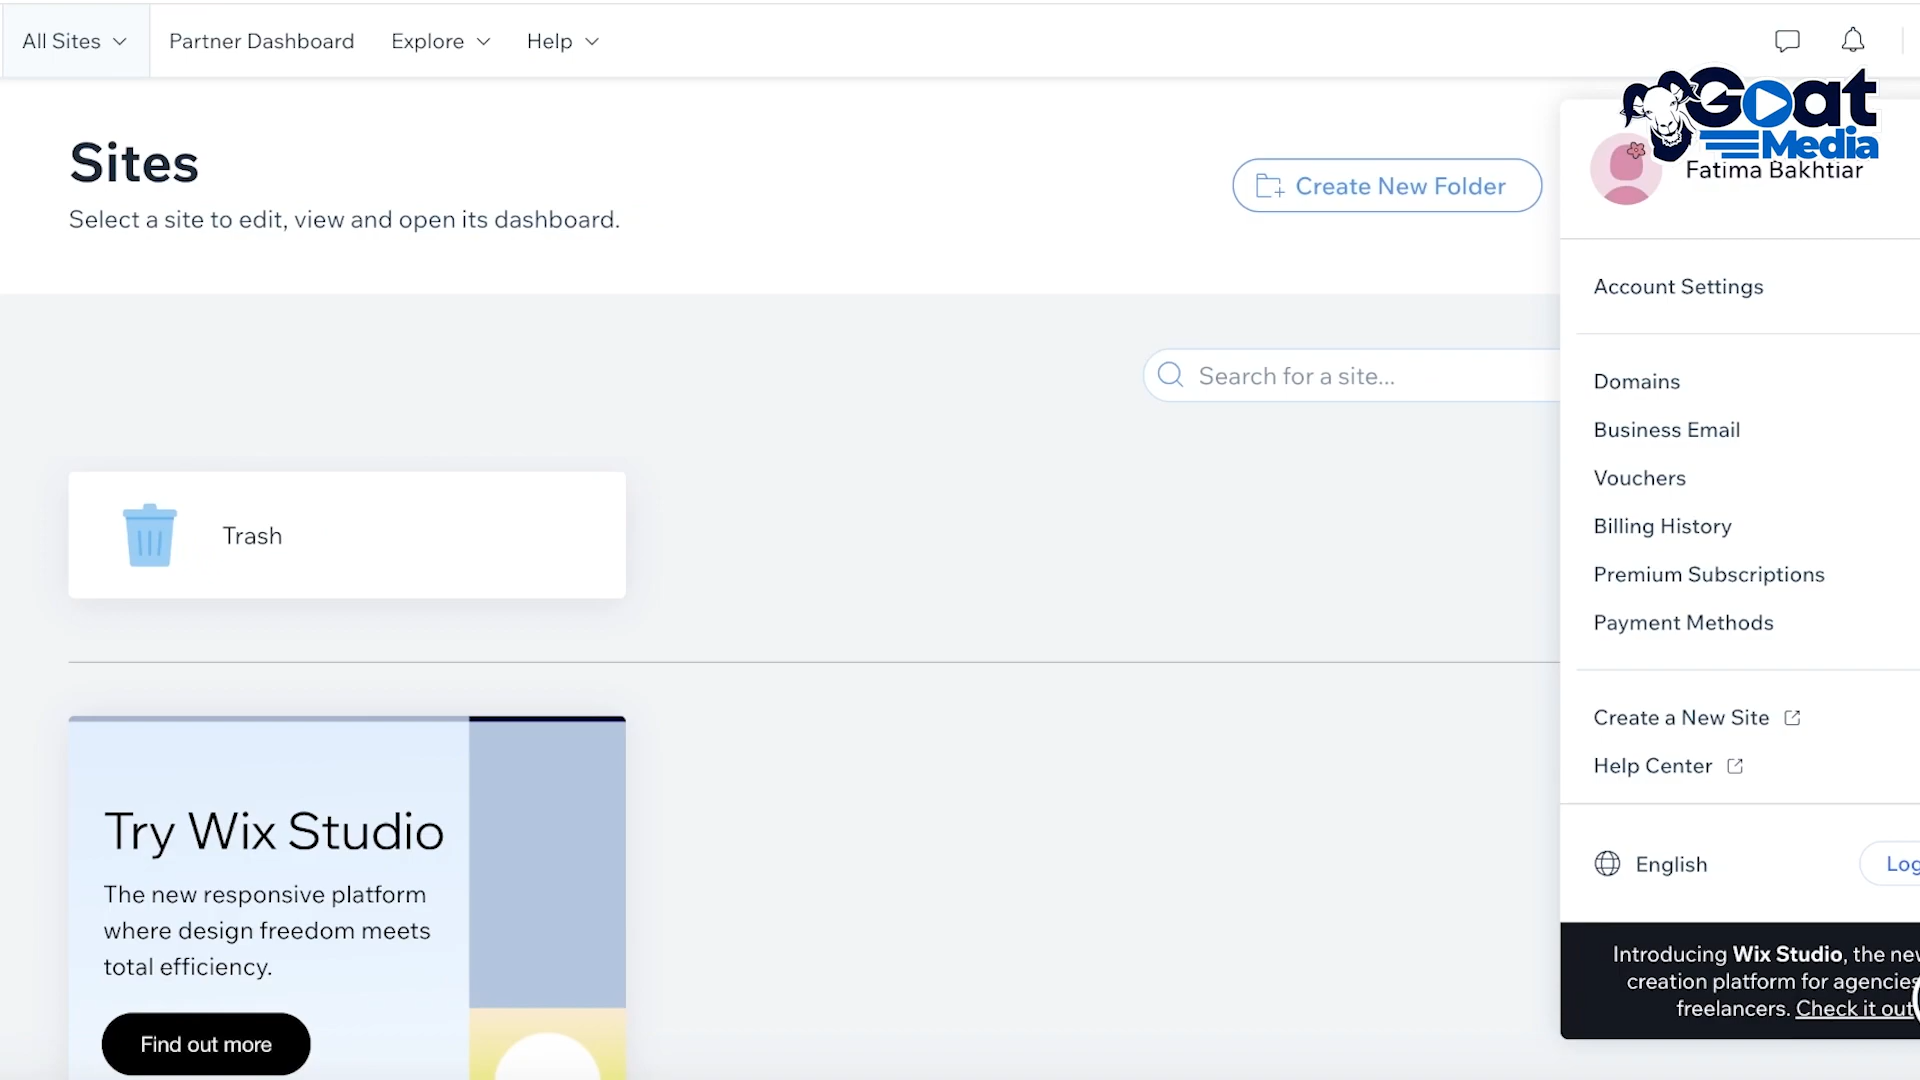 All Sites
Partner Dashboard
Explore
Help
Goat
Media
Fatima Bakhtiar
Sites
Select a site to edit, view and open its dashboard.
Create New Folder
Account Settings
Search for a site...
Domains
Business Email
Vouchers
Billing History
Premium Subscriptions
Payment Methods
Trash
Create a New Site
Help Center
English
Log
Try Wix Studio
The new responsive platform
where design freedom meets
total efficiency.
Find out more
Introducing Wix Studio, the new
creation platform for agencies
freelancers. Check it out